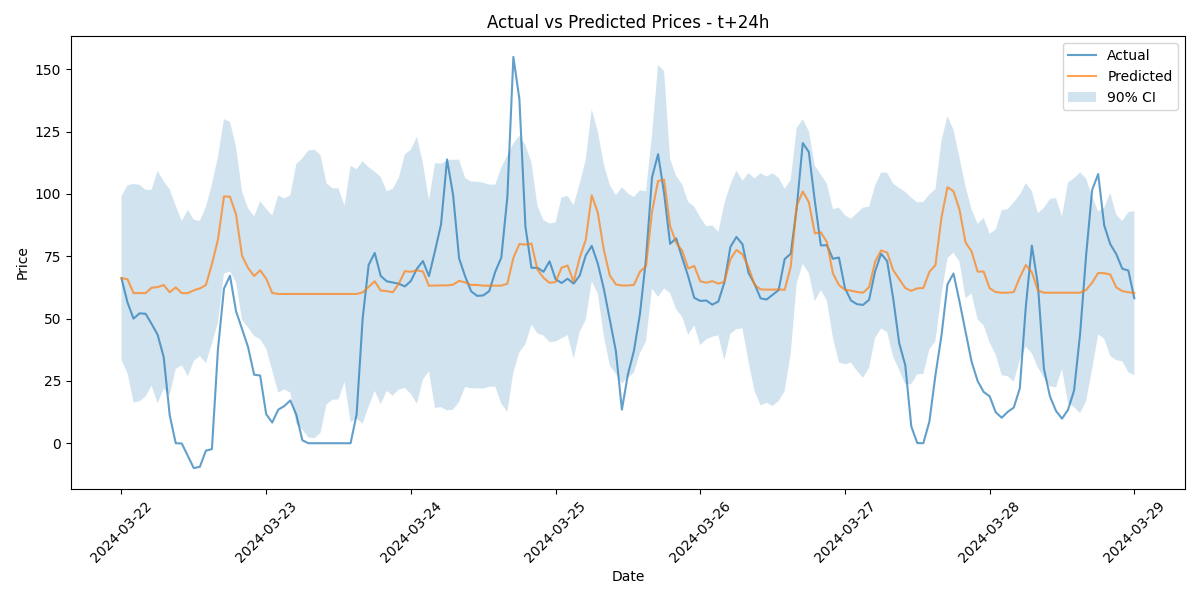 Actual vs Predicted Prices - t+24h
Actual
Predicted
90% CI
Price
150
125
100
75
50
25
0
2024-03-22
2024-03-23
2024-03-24
2024-03-25
2024-03-26
2024-03-27
2024-03-28
2024-03-29
Date